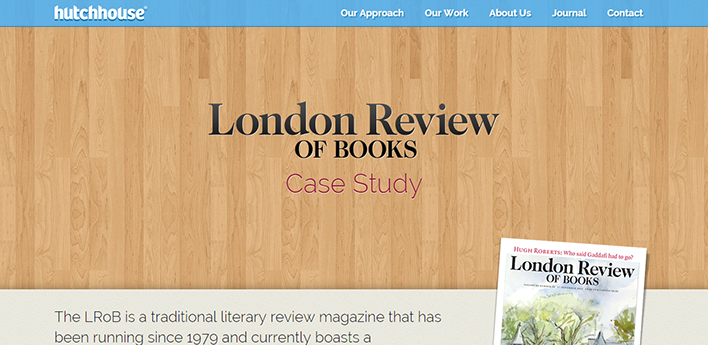 hutchhouse
Our Approach Our Work About Us Journal Contact
London Review
OF BOOKS
Case Study
HUGH ROBERTS: Who said Gaddafi had to go?
London Review
OF BOOKS
The LRoB is a traditional literary review magazine that has
been running since 1979 and currently boasts a